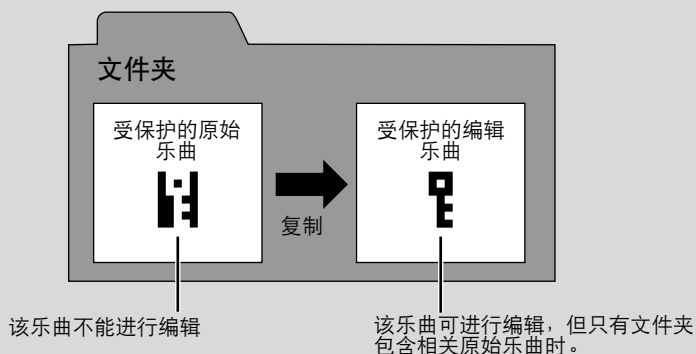 文件夹
受保护的原始
乐曲
受保护的编辑
乐曲
复制
该乐曲不能进行编辑
该乐曲可进行编辑，但只有文件夹
包含相关原始乐曲时。